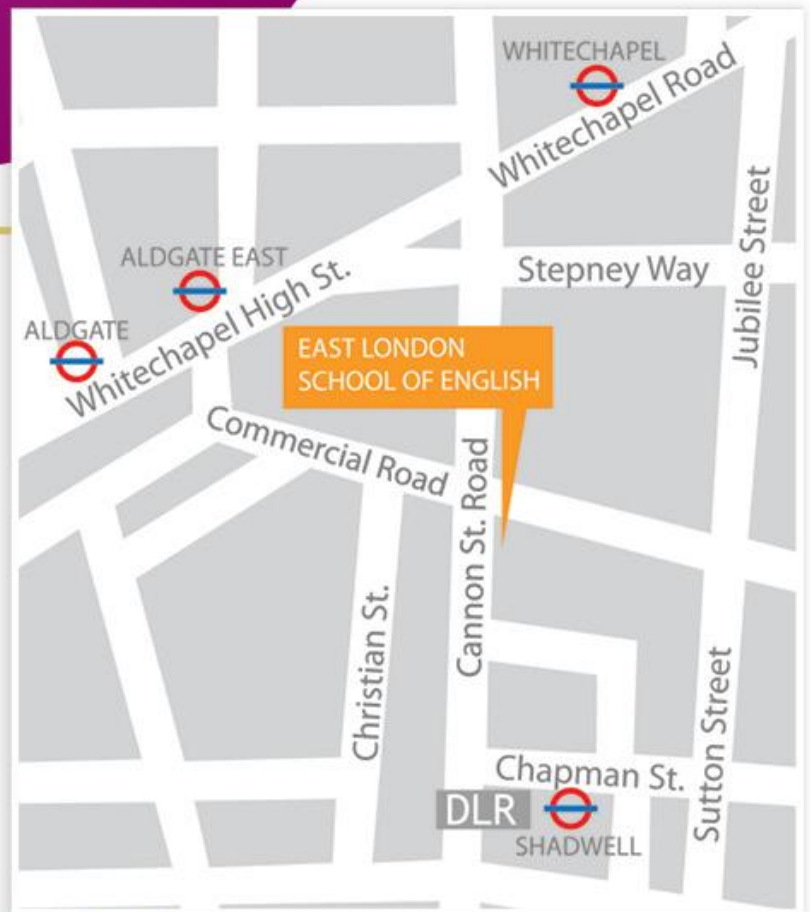 WHITECHAPEL
Whitechapel Road
Jubilee Street
ALDGATE EAST
Stepney Way
Whitechapel High St.
ALDGATE
EAST LONDON
SCHOOL OF ENGLISH
Commercial Road
Cannon St. Road
Christian St.
Sutton Street
Chapman St.
DLR
SHADWELL